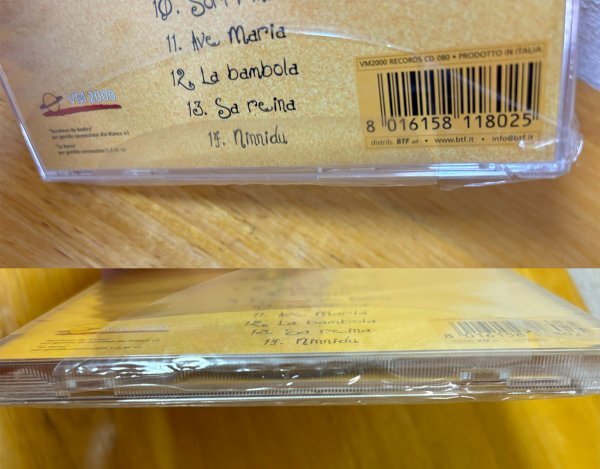 10.
11. Ave Maria
12. La bambola
13. Sa reina
14. Ninnidu
VM 2000
VM2000 RECORDS CD 080 • PRODOTTO IN ITALIA
8 016158 118025
distrib. BTF srl • www.btf.it • info@btf.it
11. Ave Maria
12. La bambola
13. Sa reina
14. Ninnidu